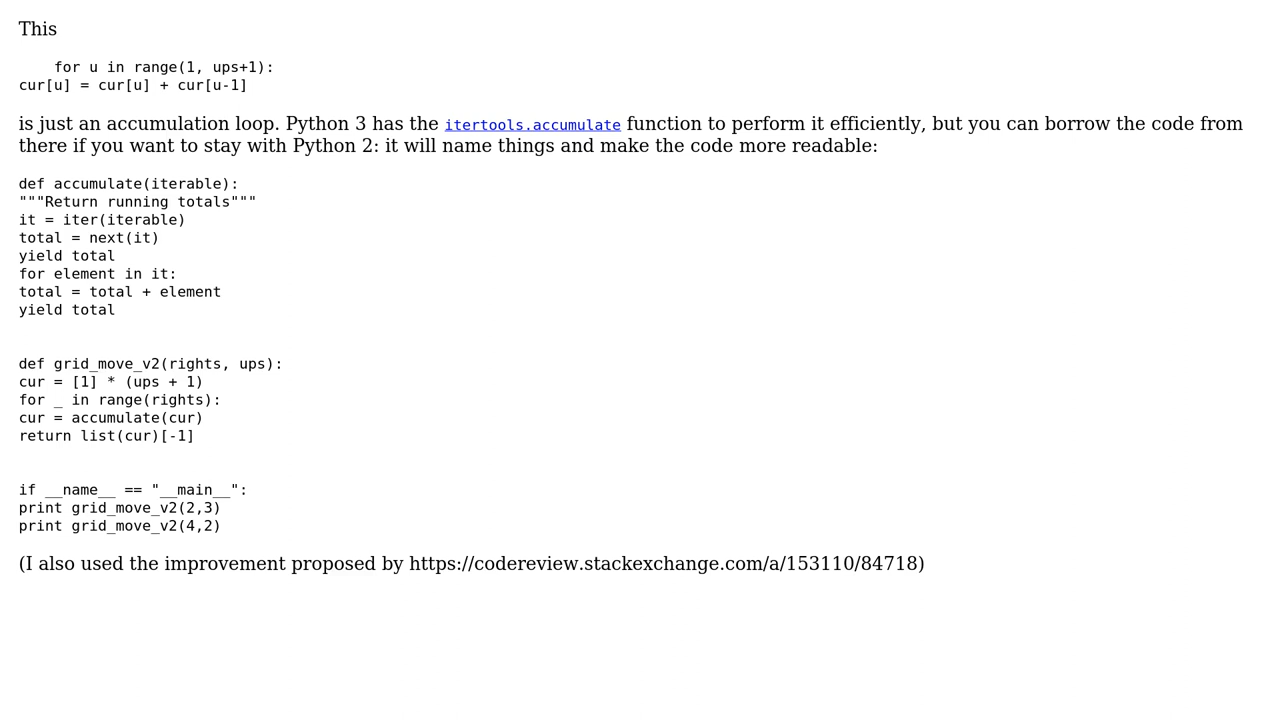 This
    for u in range(1, ups+1):
cur[u] = cur[u] + cur[u-1]
is just an accumulation loop. Python 3 has the itertools.accumulate function to perform it efficiently, but you can borrow the code from
there if you want to stay with Python 2: it will name things and make the code more readable:
def accumulate(iterable):
"""Return running totals"""
it = iter(iterable)
total = next(it)
yield total
for element in it:
total = total + element
yield total
def grid_move_v2(rights, ups):
cur = [1] * (ups + 1)
for _ in range(rights):
cur = accumulate(cur)
return list(cur)[-1]
if __name__ == "__main__":
print grid_move_v2(2,3)
print grid_move_v2(4,2)
(I also used the improvement proposed by https://codereview.stackexchange.com/a/153110/84718)